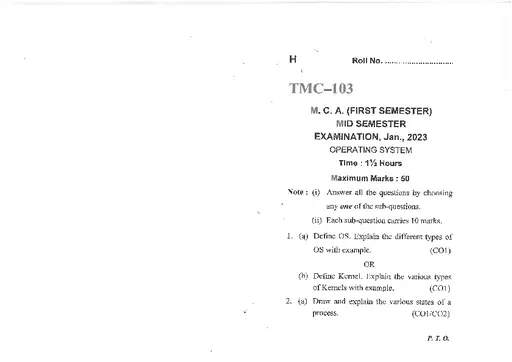 H Roll No. ..............................
TMC–103
M. C. A. (FIRST SEMESTER)
MID SEMESTER
EXAMINATION, Jan., 2023
OPERATING SYSTEM
Time : 1½ Hours
Maximum Marks : 50
Note : (i) Answer all the questions by choosing
any one of the sub-questions.
(ii) Each sub-question carries 10 marks.
1. (a) Define OS. Explain the different types of
OS with example. (CO1)
OR
(b) Define Kernel. Explain the various types
of Kernels with example. (CO1)
2. (a) Draw and explain the various states of a
process. (CO1/CO2)
P. T. O.